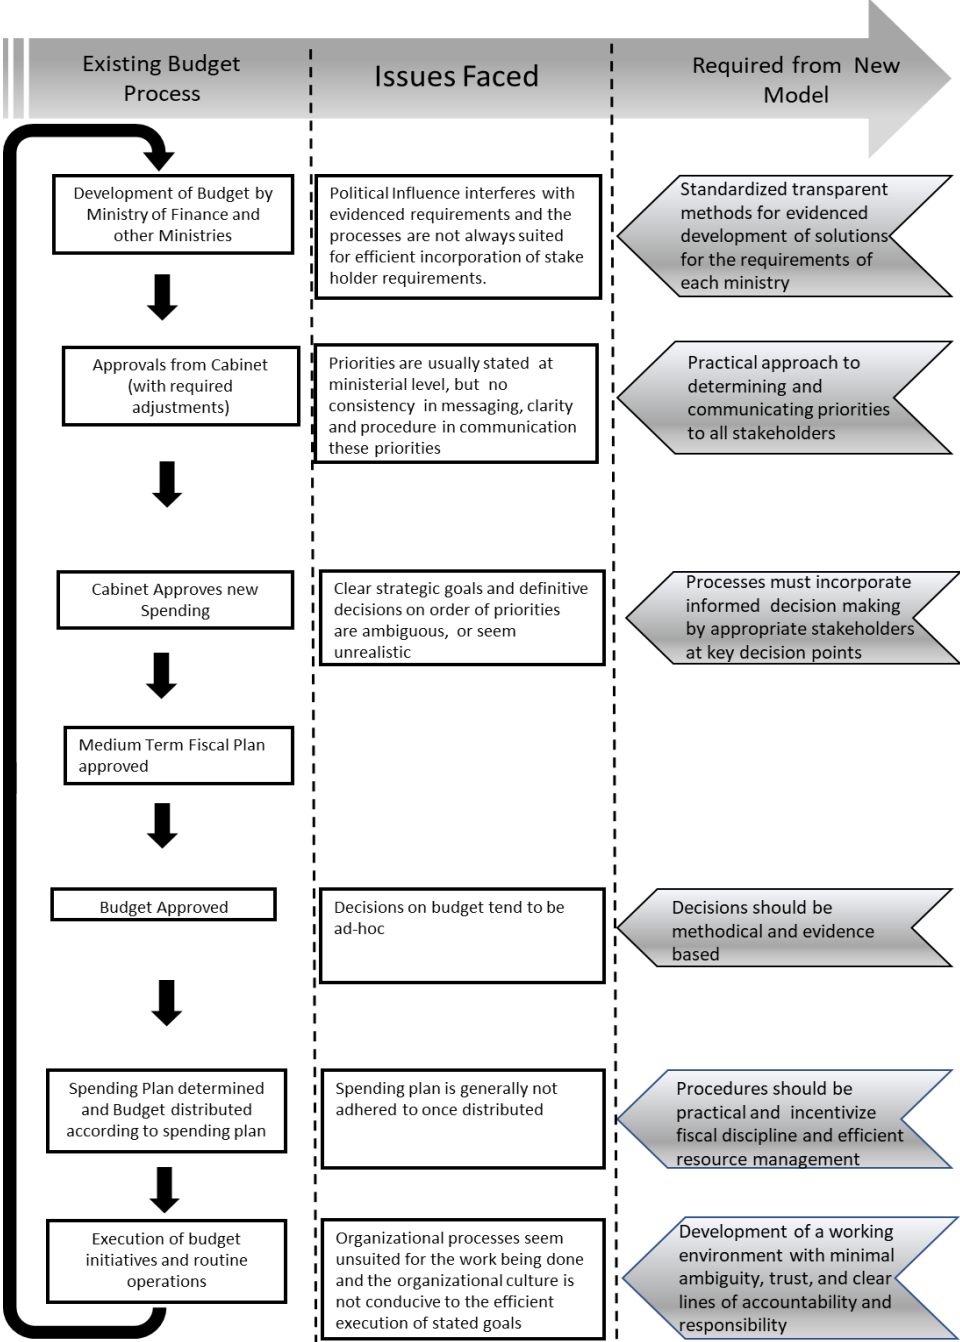 Existing Budget
Process
Issues Faced
Required from New
Model
Development of Budget by
Ministry of Finance and
other Ministries
Political Influence interferes with
evidenced requirements and the
processes are not always suited
for efficient incorporation of stake
holder requirements.
Standardized transparent
methods for evidenced
development of solutions
for the requirements of
each ministry
Approvals from Cabinet
(with required
adjustments)
Priorities are usually stated at
ministerial level, but no
consistency in messaging, clarity
and procedure in communication
these priorities
Practical approach to
determining and
communicating priorities
to all stakeholders
Cabinet Approves new
Spending
Clear strategic goals and definitive
decisions on order of priorities
are ambiguous, or seem
unrealistic
Processes must incorporate
informed decision making
by appropriate stakeholders
at key decision points
Medium Term Fiscal Plan
approved
Budget Approved
Decisions on budget tend to be
ad-hoc
Decisions should be
methodical and evidence
based
Spending Plan determined
and Budget distributed
according to spending plan
Spending plan is generally not
adhered to once distributed
Procedures should be
practical and incentivize
fiscal discipline and efficient
resource management
Execution of budget
initiatives and routine
operations
Organizational processes seem
unsuited for the work being done
and the organizational culture is
not conducive to the efficient
execution of stated goals
Development of a working
environment with minimal
ambiguity, trust, and clear
lines of accountability and
responsibility